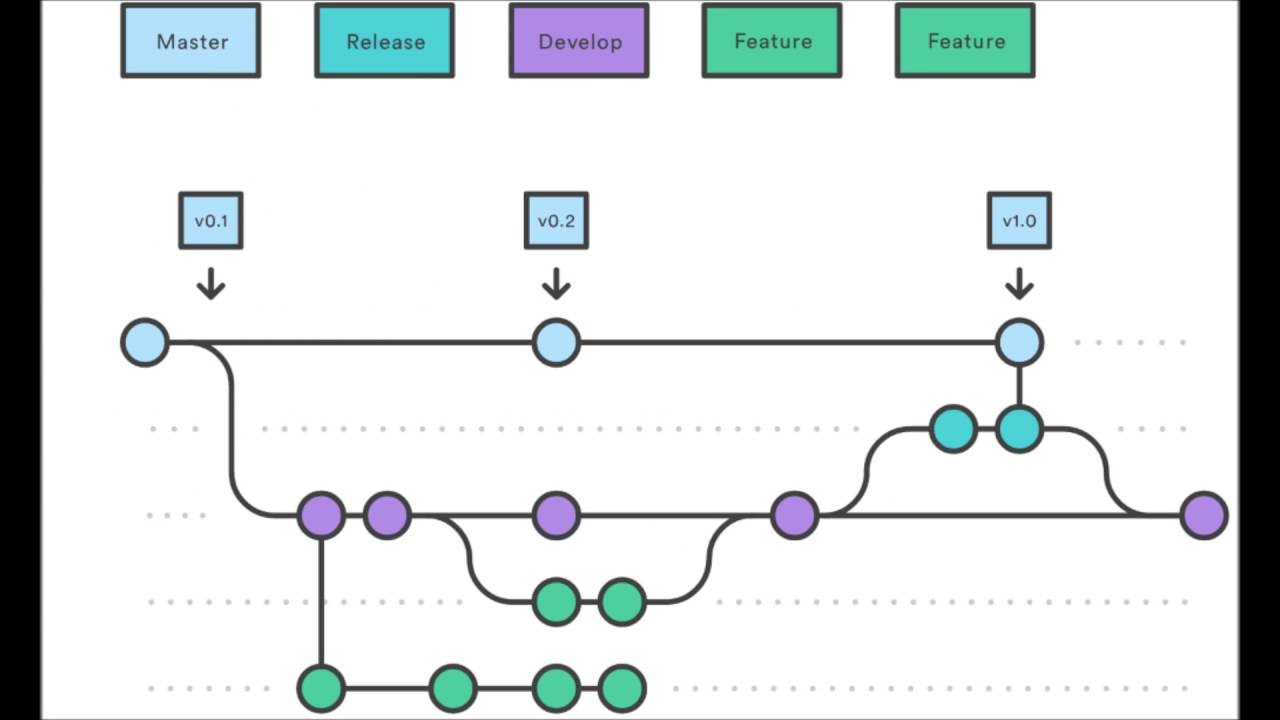 Master
Release
Develop
Feature
Feature
v0.1
v0.2
v1.0